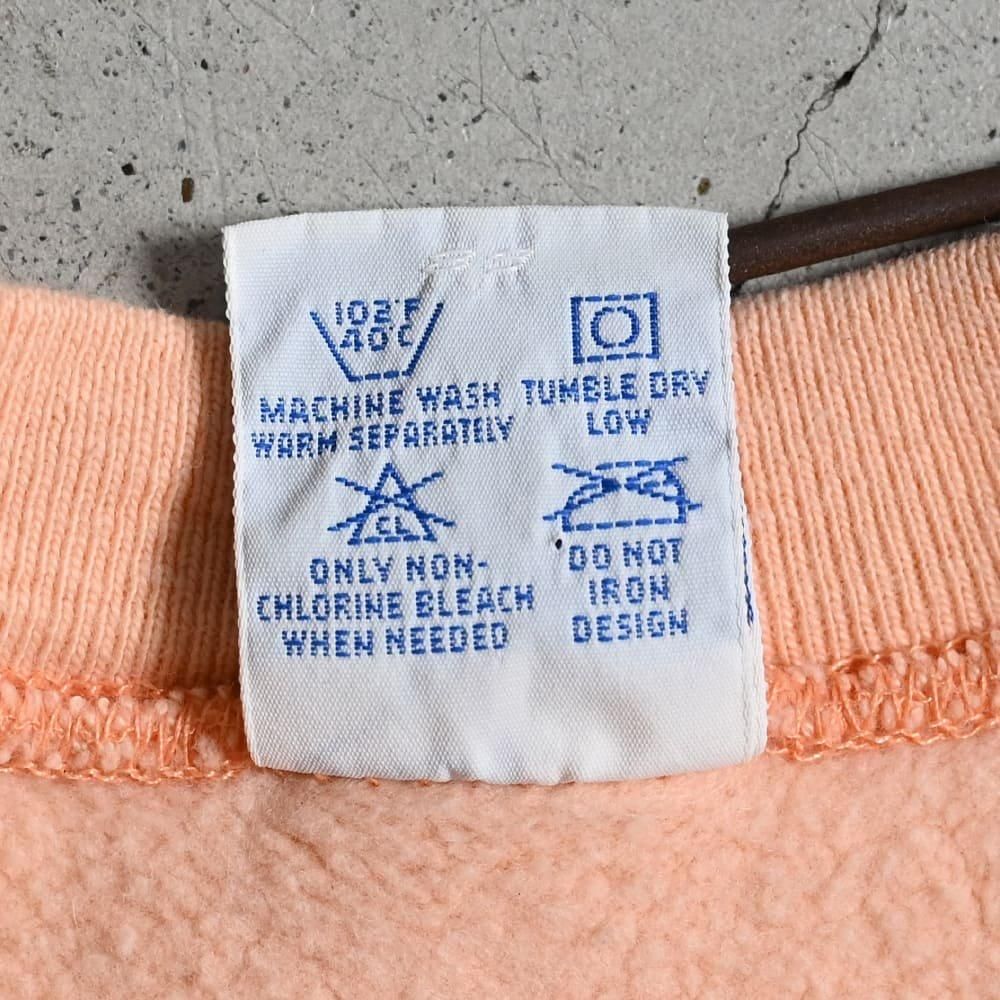 102°F
40°C
MACHINE WASH
WARM SEPARATELY
TUMBLE DRY
LOW
CL
ONLY NON-
CHLORINE BLEACH
WHEN NEEDED
DO NOT
IRON
DESIGN